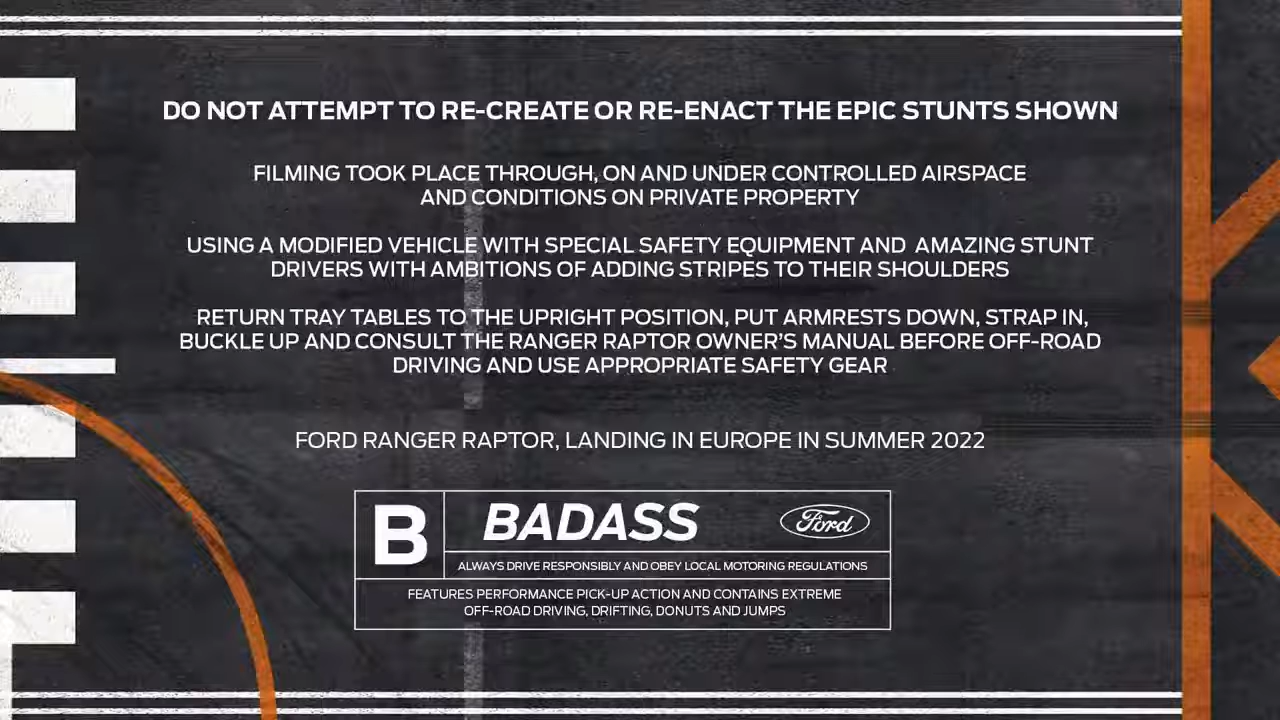 DO NOT ATTEMPT TO RE-CREATE OR RE-ENACT THE EPIC STUNTS SHOWN
FILMING TOOK PLACE THROUGH, ON AND UNDER CONTROLLED AIRSPACE
AND CONDITIONS ON PRIVATE PROPERTY
USING A MODIFIED VEHICLE WITH SPECIAL SAFETY EQUIPMENT AND AMAZING STUNT
DRIVERS WITH AMBITIONS OF ADDING STRIPES TO THEIR SHOULDERS
RETURN TRAY TABLES TO THE UPRIGHT POSITION, PUT ARMRESTS DOWN, STRAP IN,
BUCKLE UP AND CONSULT THE RANGER RAPTOR OWNER'S MANUAL BEFORE OFF-ROAD
DRIVING AND USE APPROPRIATE SAFETY GEAR
FORD RANGER RAPTOR, LANDING IN EUROPE IN SUMMER 2022
B
BADASS
Ford
ALWAYS DRIVE RESPONSIBLY AND OBEY LOCAL MOTORING REGULATIONS
FEATURES PERFORMANCE PICK-UP ACTION AND CONTAINS EXTREME
OFF-ROAD DRIVING, DRIFTING, DONUTS AND JUMPS